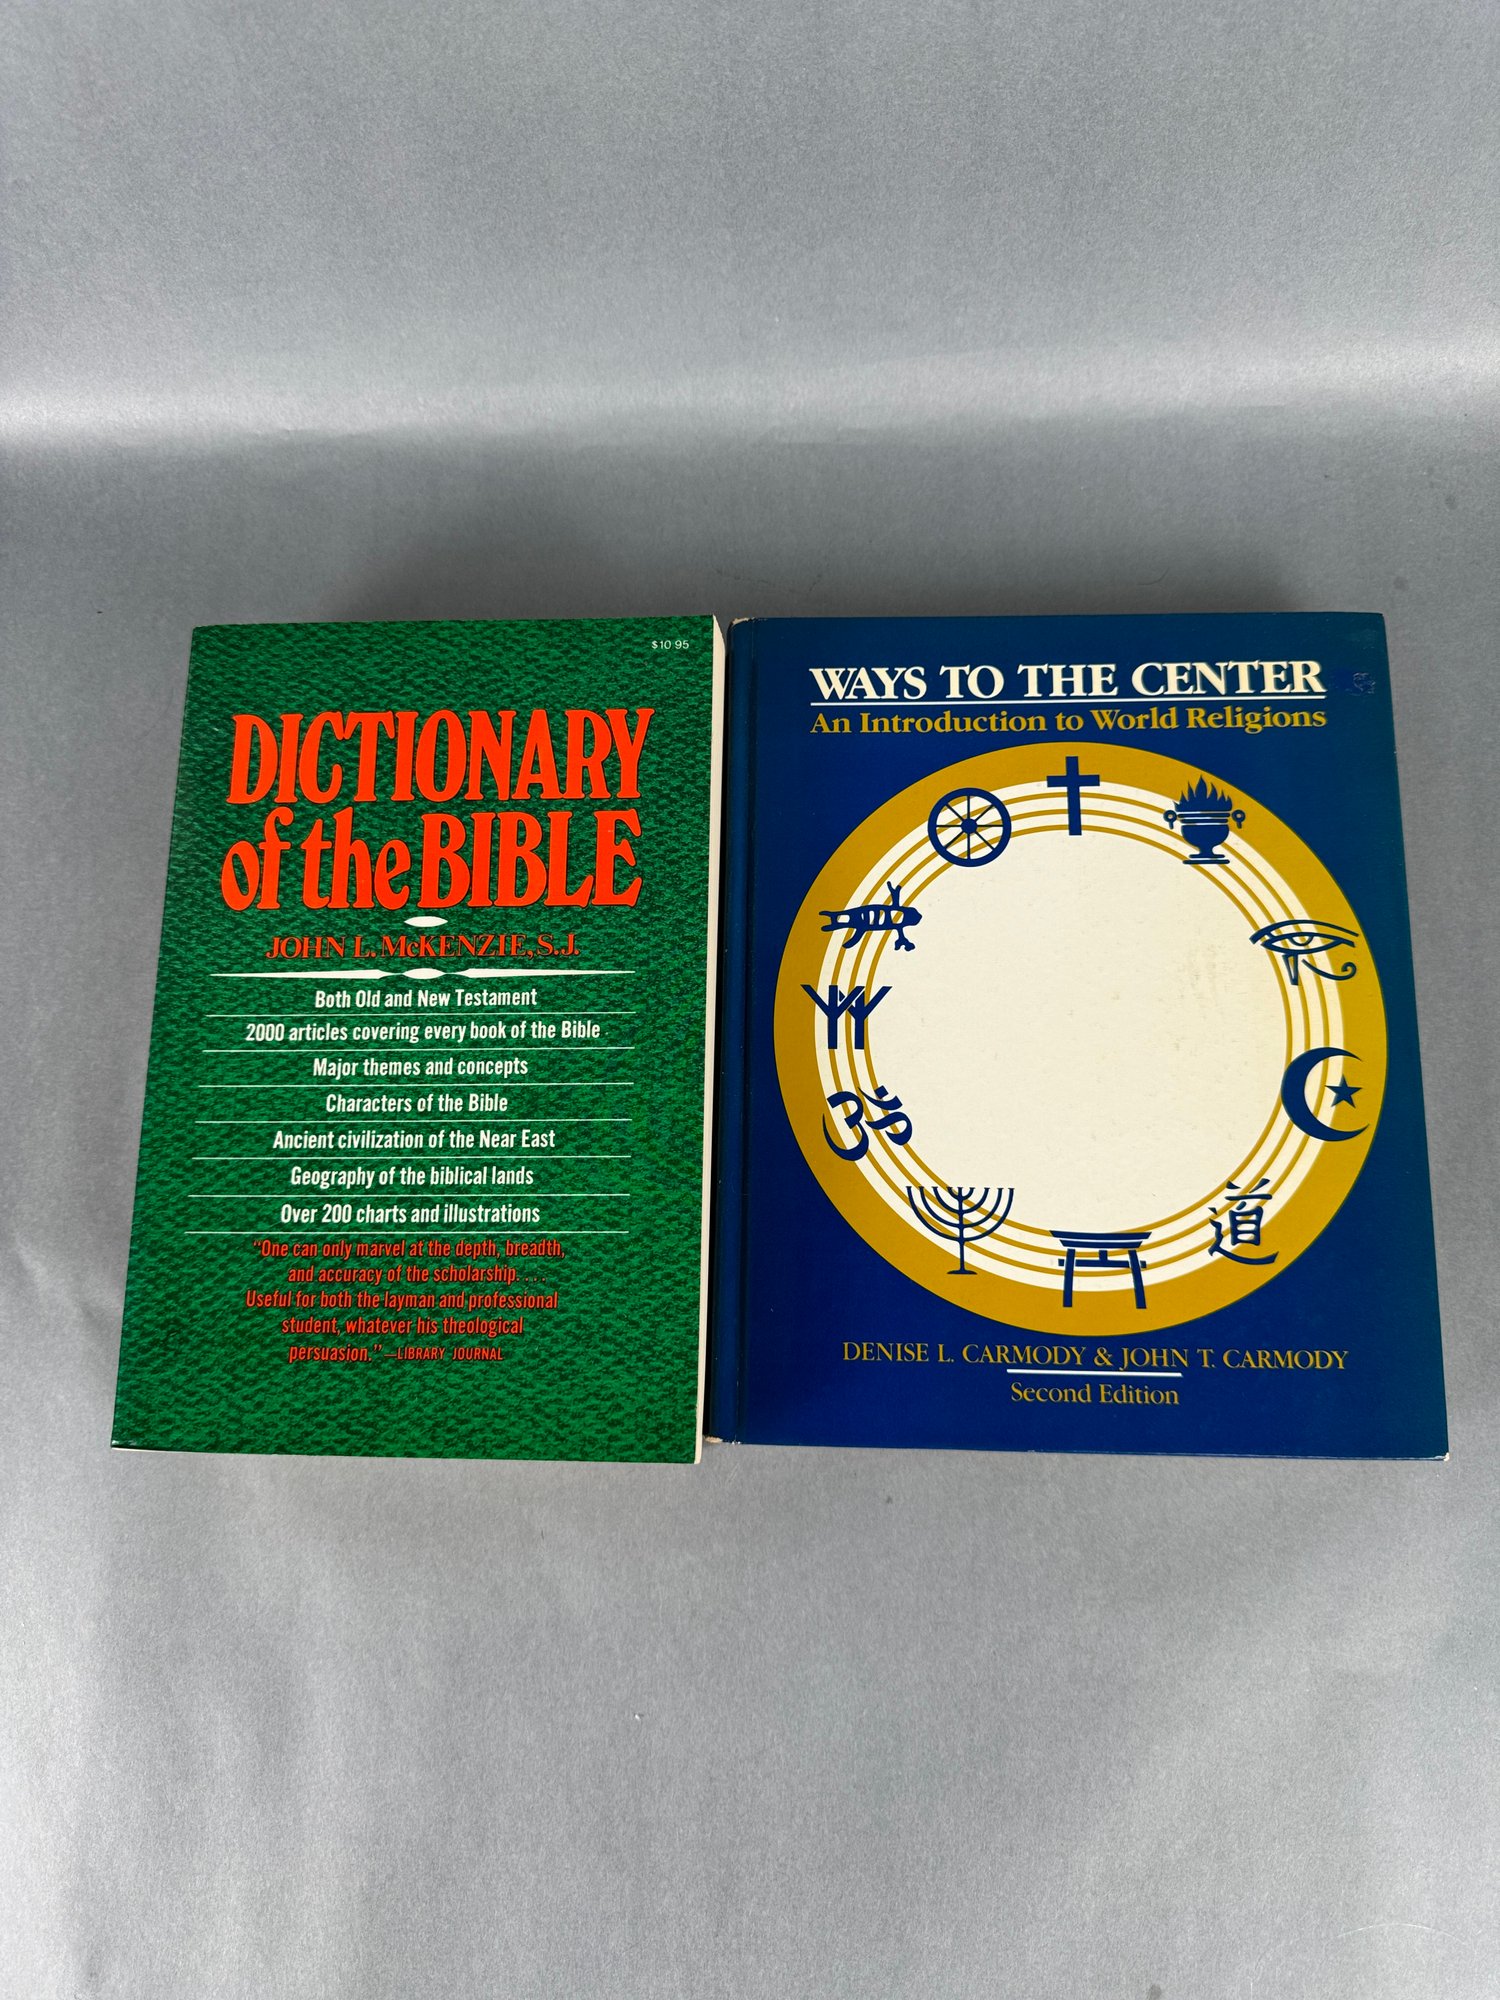 $10.95
DICTIONARY
of the BIBLE
JOHN L. McKENZIE, S.J.
Both Old and New Testament
2000 articles covering every book of the Bible
Major themes and concepts
Characters of the Bible
Ancient civilization of the Near East
Geography of the biblical lands
Over 200 charts and illustrations
“One can only marvel at the depth, breadth,
and accuracy of the scholarship. . . .
Useful for both the layman and professional
student, whatever his theological
persuasion.” —LIBRARY JOURNAL
WAYS TO THE CENTER
An Introduction to World Religions
道
DENISE L. CARMODY & JOHN T. CARMODY
Second Edition